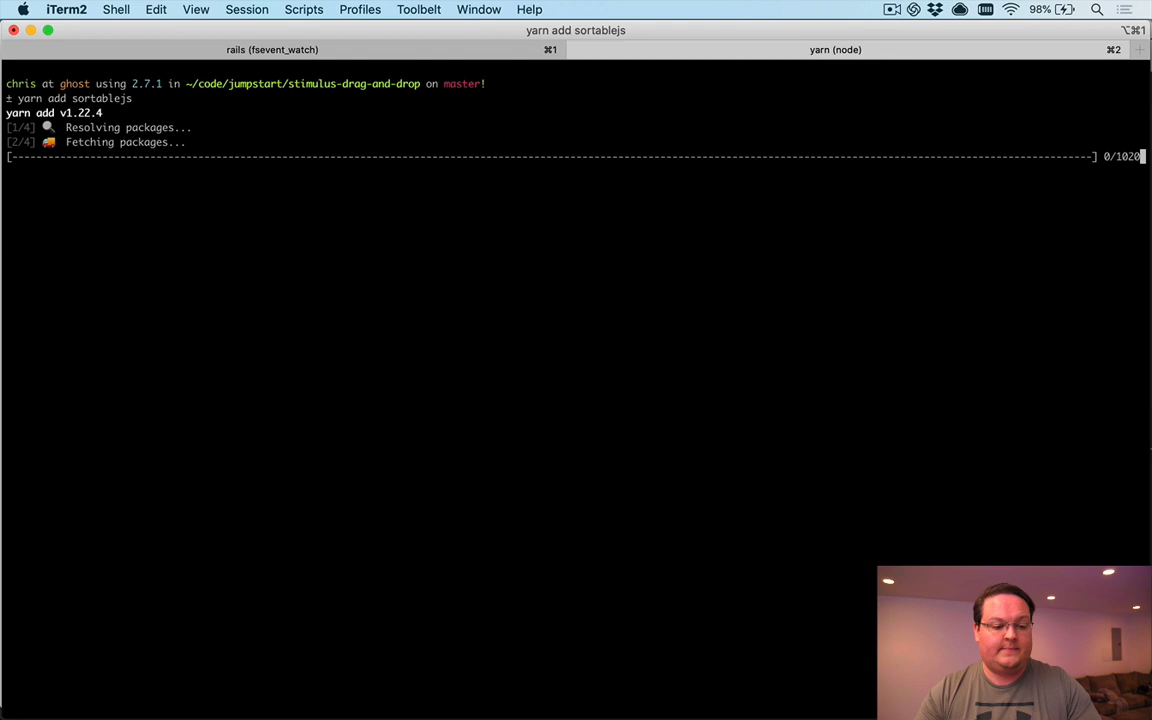 iTerm2 Shell Edit View Session Scripts Profiles Toolbelt Window Help 98%
yarn add sortablejs ⌥⌘1
rails (fsevent_watch) ⌘1 yarn (node) ⌘2 +
chris at ghost using 2.7.1 in ~/code/jumpstart/stimulus-drag-and-drop on master!
± yarn add sortablejs
yarn add v1.22.4
[1/4] 🔍 Resolving packages...
[2/4] 🚚 Fetching packages...
[--------------------------------------------------------------------------------------------------------------------------------------------------------------------------------------] 0/1020